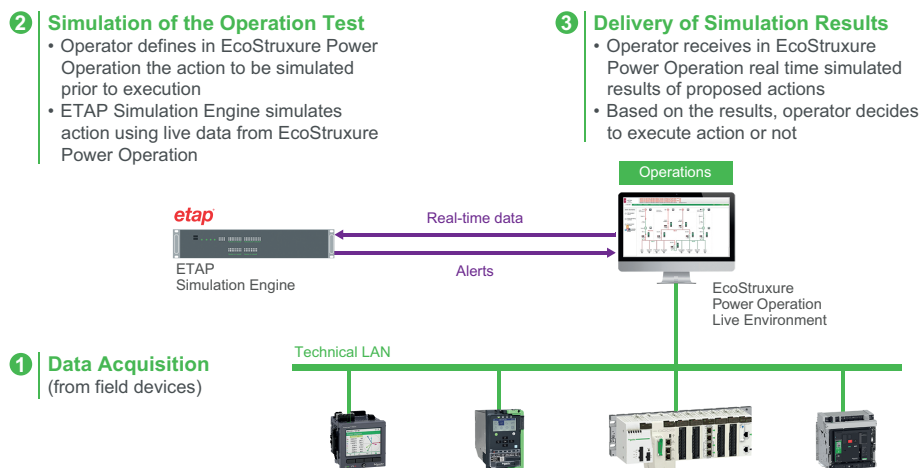 2 Simulation of the Operation Test
• Operator defines in EcoStruxure Power
Operation the action to be simulated
prior to execution
• ETAP Simulation Engine simulates
action using live data from EcoStruxure
Power Operation
3 Delivery of Simulation Results
• Operator receives in EcoStruxure
Power Operation real time simulated
results of proposed actions
• Based on the results, operator decides
to execute action or not
Operations
etap
Real-time data
Alerts
ETAP
Simulation Engine
EcoStruxure
Power Operation
Live Environment
1 Data Acquisition
(from field devices)
Technical LAN